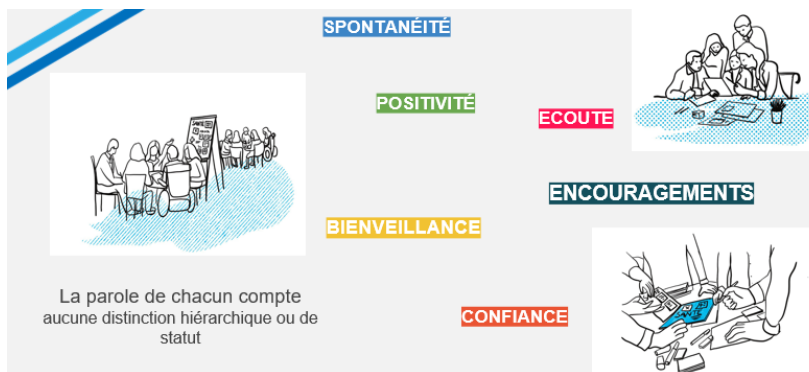 SPONTANÉITÉ
POSITIVITÉ
ECOUTE
ENCOURAGEMENTS
BIENVEILLANCE
CONFIANCE
La parole de chacun compte
aucune distinction hiérarchique ou de
statut